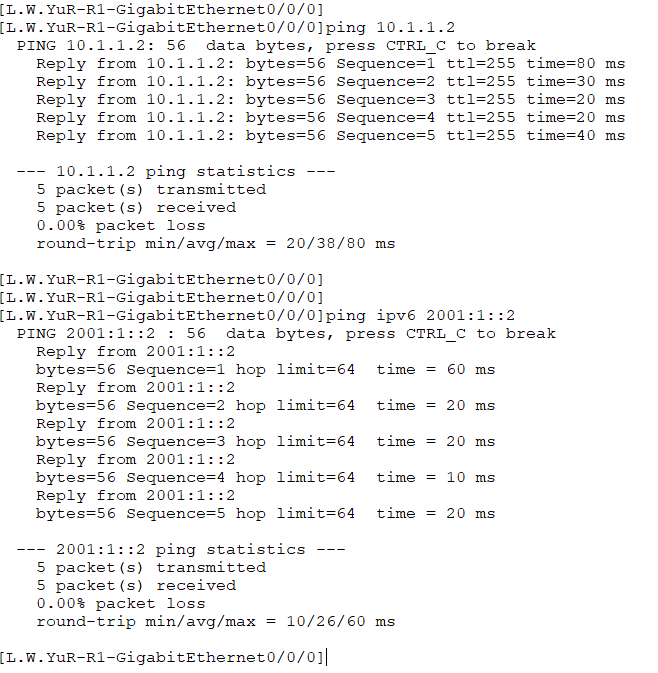 [L.W.YuR-R1-GigabitEthernet0/0/0]
[L.W.YuR-R1-GigabitEthernet0/0/0]ping 10.1.1.2
PING 10.1.1.2: 56  data bytes, press CTRL_C to break
Reply from 10.1.1.2: bytes=56 Sequence=1 ttl=255 time=80 ms
Reply from 10.1.1.2: bytes=56 Sequence=2 ttl=255 time=30 ms
Reply from 10.1.1.2: bytes=56 Sequence=3 ttl=255 time=20 ms
Reply from 10.1.1.2: bytes=56 Sequence=4 ttl=255 time=20 ms
Reply from 10.1.1.2: bytes=56 Sequence=5 ttl=255 time=40 ms
--- 10.1.1.2 ping statistics ---
5 packet(s) transmitted
5 packet(s) received
0.00% packet loss
round-trip min/avg/max = 20/38/80 ms
[L.W.YuR-R1-GigabitEthernet0/0/0]
[L.W.YuR-R1-GigabitEthernet0/0/0]
[L.W.YuR-R1-GigabitEthernet0/0/0]ping ipv6 2001:1::2
PING 2001:1::2 : 56  data bytes, press CTRL_C to break
Reply from 2001:1::2
bytes=56 Sequence=1 hop limit=64  time = 60 ms
Reply from 2001:1::2
bytes=56 Sequence=2 hop limit=64  time = 20 ms
Reply from 2001:1::2
bytes=56 Sequence=3 hop limit=64  time = 20 ms
Reply from 2001:1::2
bytes=56 Sequence=4 hop limit=64  time = 10 ms
Reply from 2001:1::2
bytes=56 Sequence=5 hop limit=64  time = 20 ms
--- 2001:1::2 ping statistics ---
5 packet(s) transmitted
5 packet(s) received
0.00% packet loss
round-trip min/avg/max = 10/26/60 ms
[L.W.YuR-R1-GigabitEthernet0/0/0]